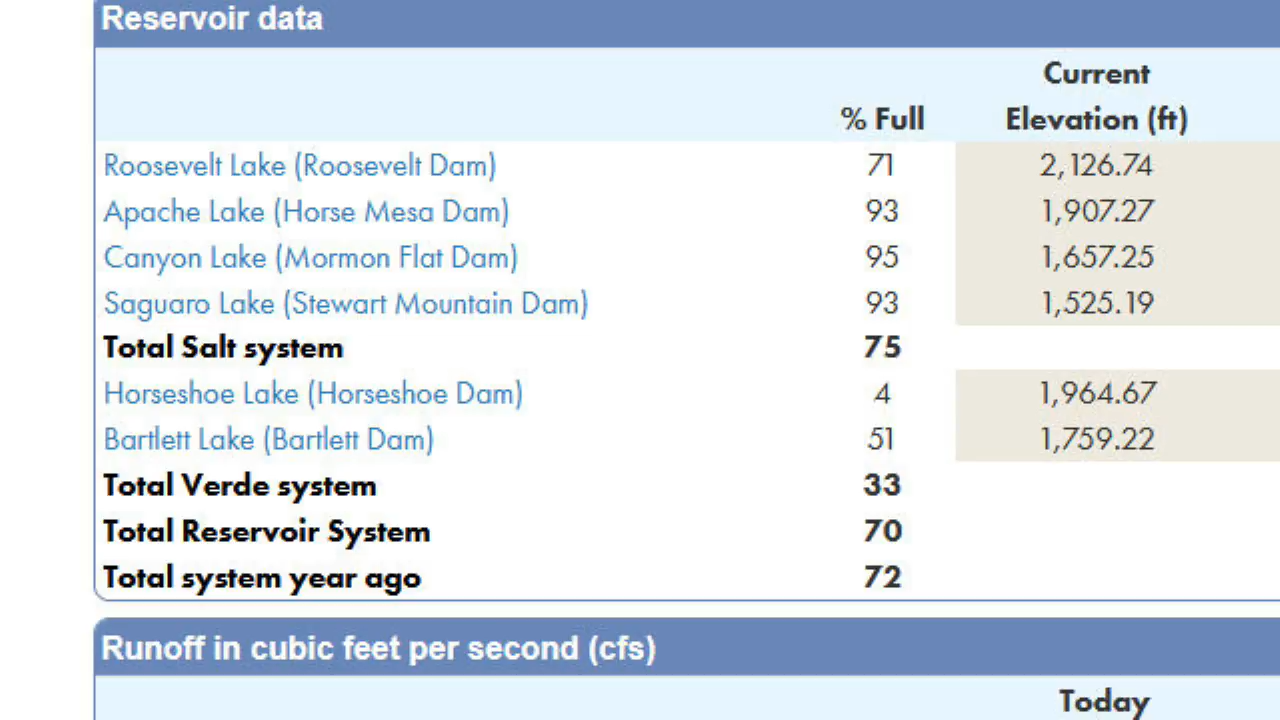 Reservoir data
Current
% Full Elevation (ft)
Roosevelt Lake (Roosevelt Dam) 71 2,126.74
Apache Lake (Horse Mesa Dam) 93 1,907.27
Canyon Lake (Mormon Flat Dam) 95 1,657.25
Saguaro Lake (Stewart Mountain Dam) 93 1,525.19
Total Salt system 75
Horseshoe Lake (Horseshoe Dam) 4 1,964.67
Bartlett Lake (Bartlett Dam) 51 1,759.22
Total Verde system 33
Total Reservoir System 70
Total system year ago 72
Runoff in cubic feet per second (cfs)
Today